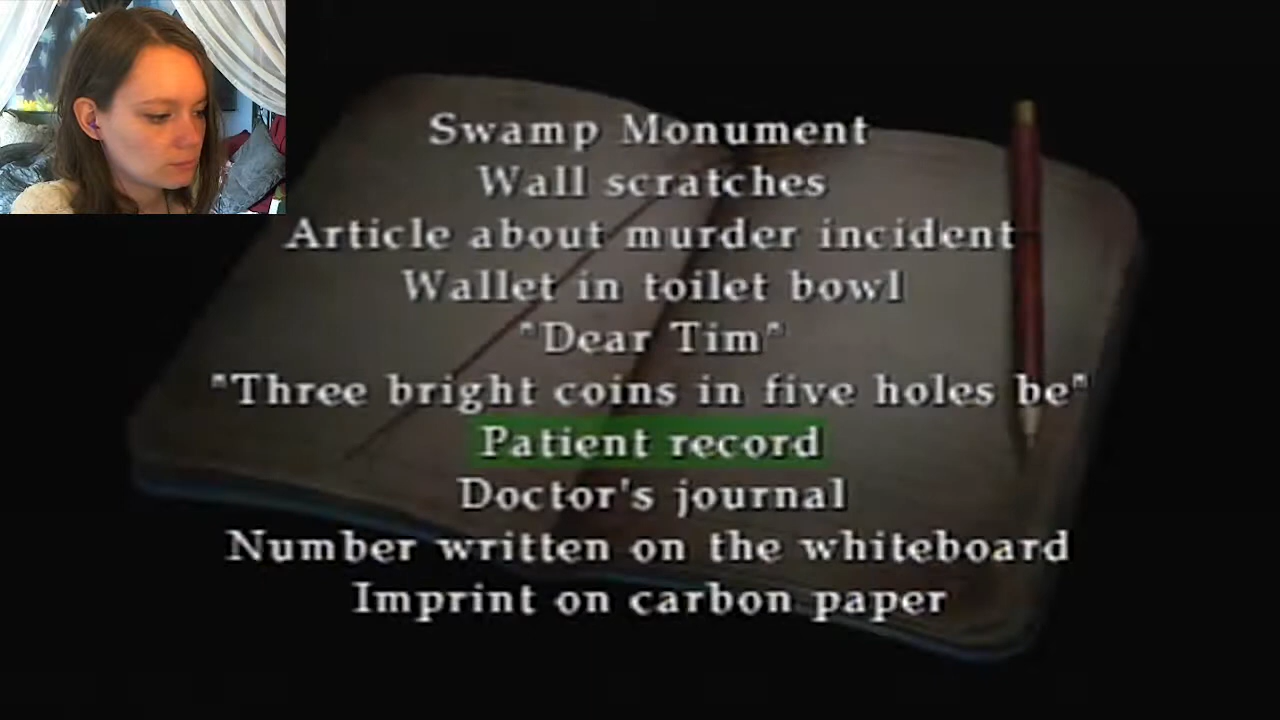 Swamp Monument
Wall scratches
Article about murder incident
Wallet in toilet bowl
"Dear Tim"
"Three bright coins in five holes be"
Patient record
Doctor's journal
Number written on the whiteboard
Imprint on carbon paper